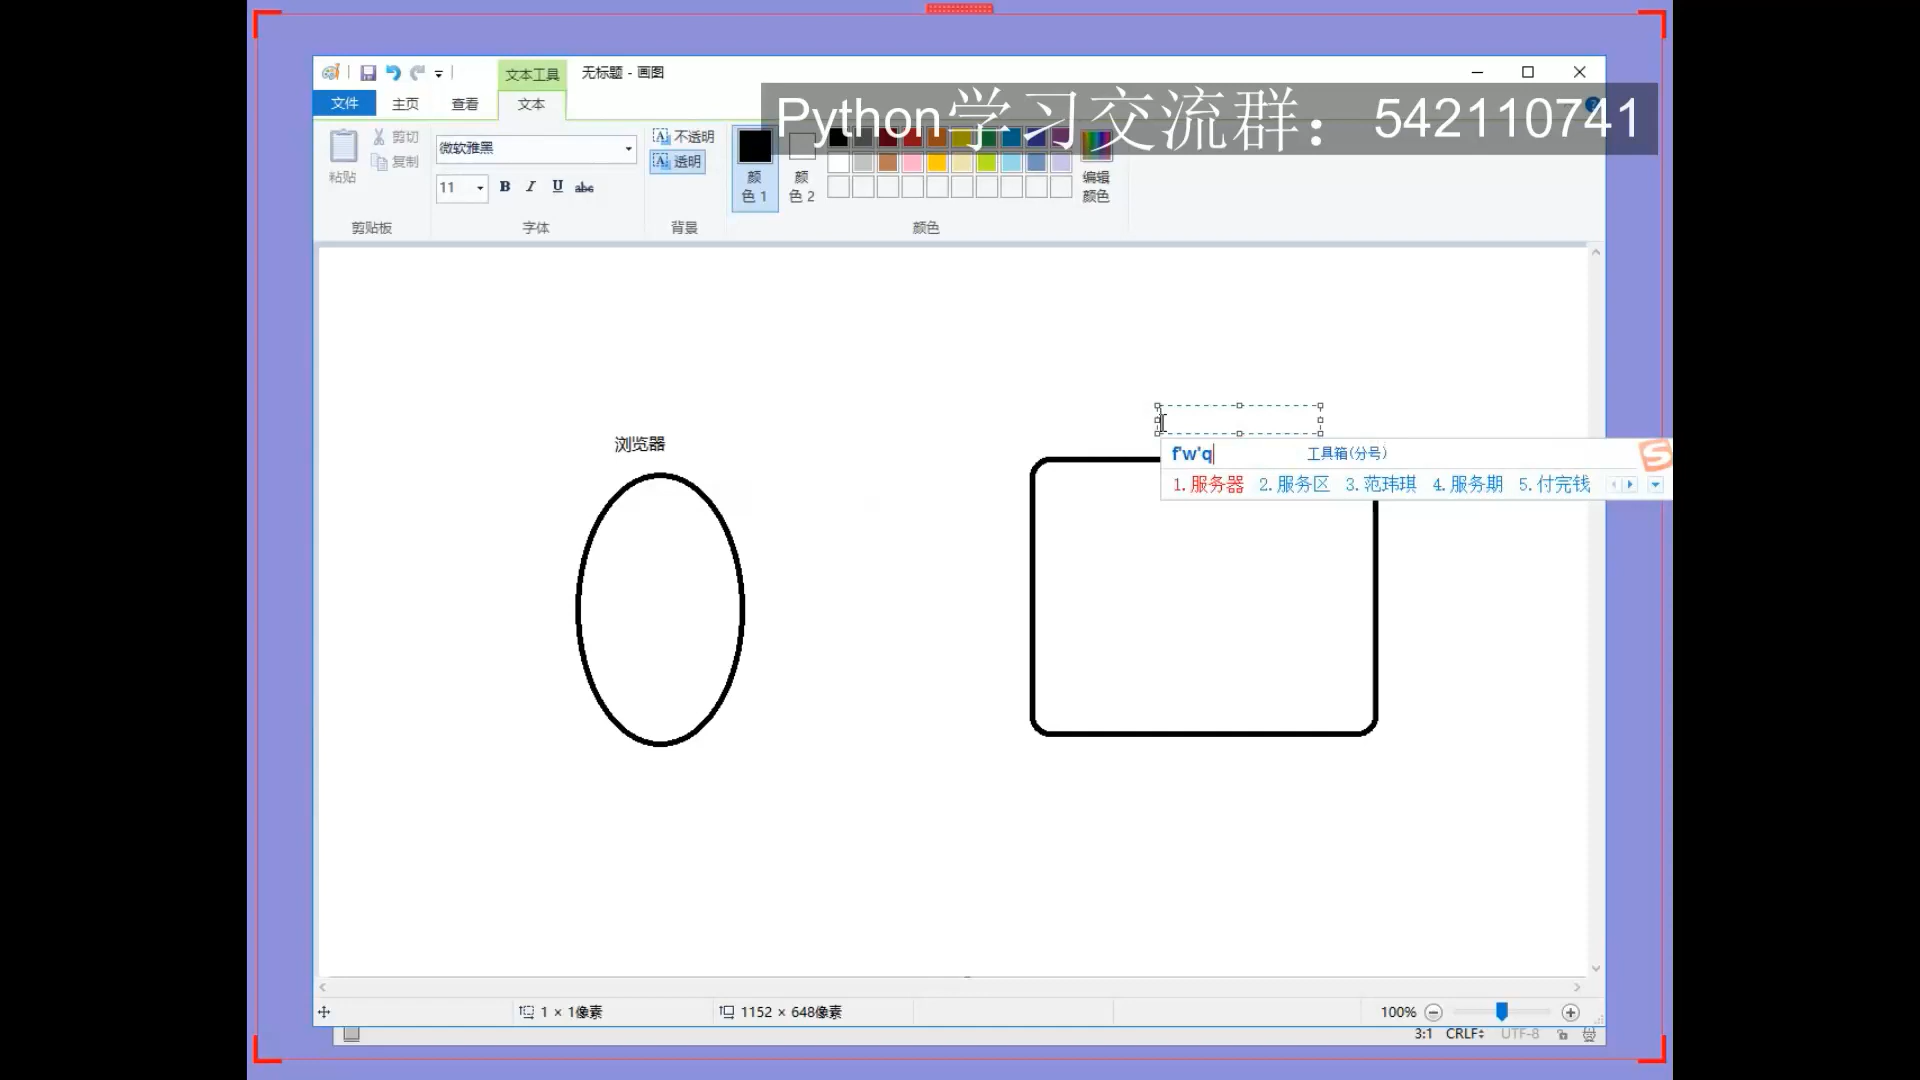 文本工具
无标题 - 画图
文件
主页
查看
文本
Python学习交流群：542110741
粘贴
剪切
复制
微软雅黑
11
B I U abc
不透明
透明
颜色 1
颜色 2
编辑颜色
剪贴板
字体
背景
颜色
浏览器
f'w'q
工具箱(分号)
1.服务器 2.服务区 3.范玮琪 4.服务期 5.付完钱
1 × 1像素
1152 × 648像素
100%
3:1 CRLF UTF-8